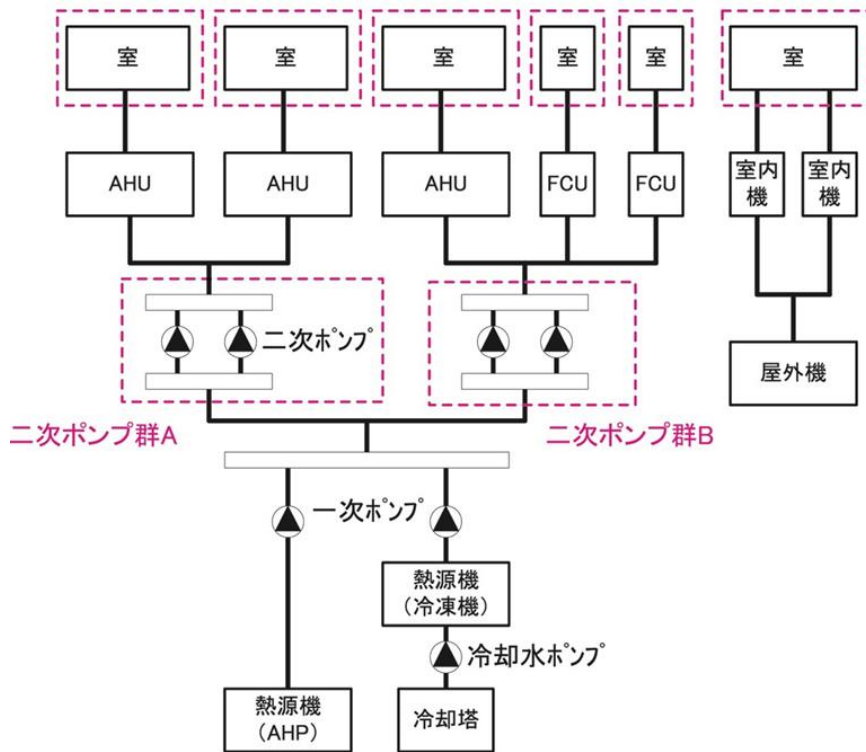 室
室
室
室
室
室
AHU
AHU
AHU
FCU
FCU
室内
機
室内
機
二次ﾎﾟﾝﾌﾟ
屋外機
二次ポンプ群A
二次ポンプ群B
一次ﾎﾟﾝﾌﾟ
熱源機
(冷凍機)
冷却水ポンプ
熱源機
(AHP)
冷却塔